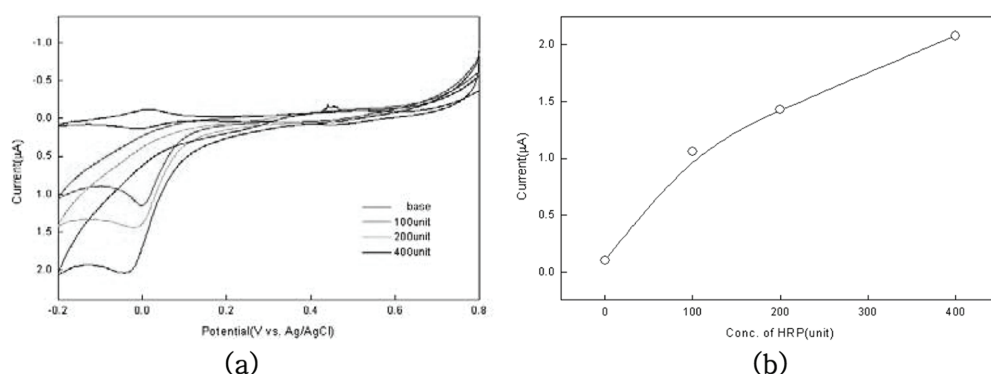 -1.0
-0.5
0.0
0.5
1.0
1.5
2.0
Current(μA)
base
100unit
200unit
400unit
-0.2
0.0
0.2
0.4
0.6
0.8
Potential(V vs. Ag/AgCl)
(a)
2.0
1.5
1.0
0.5
0.0
Current(μA)
0
100
200
300
400
Conc. of HRP(unit)
(b)